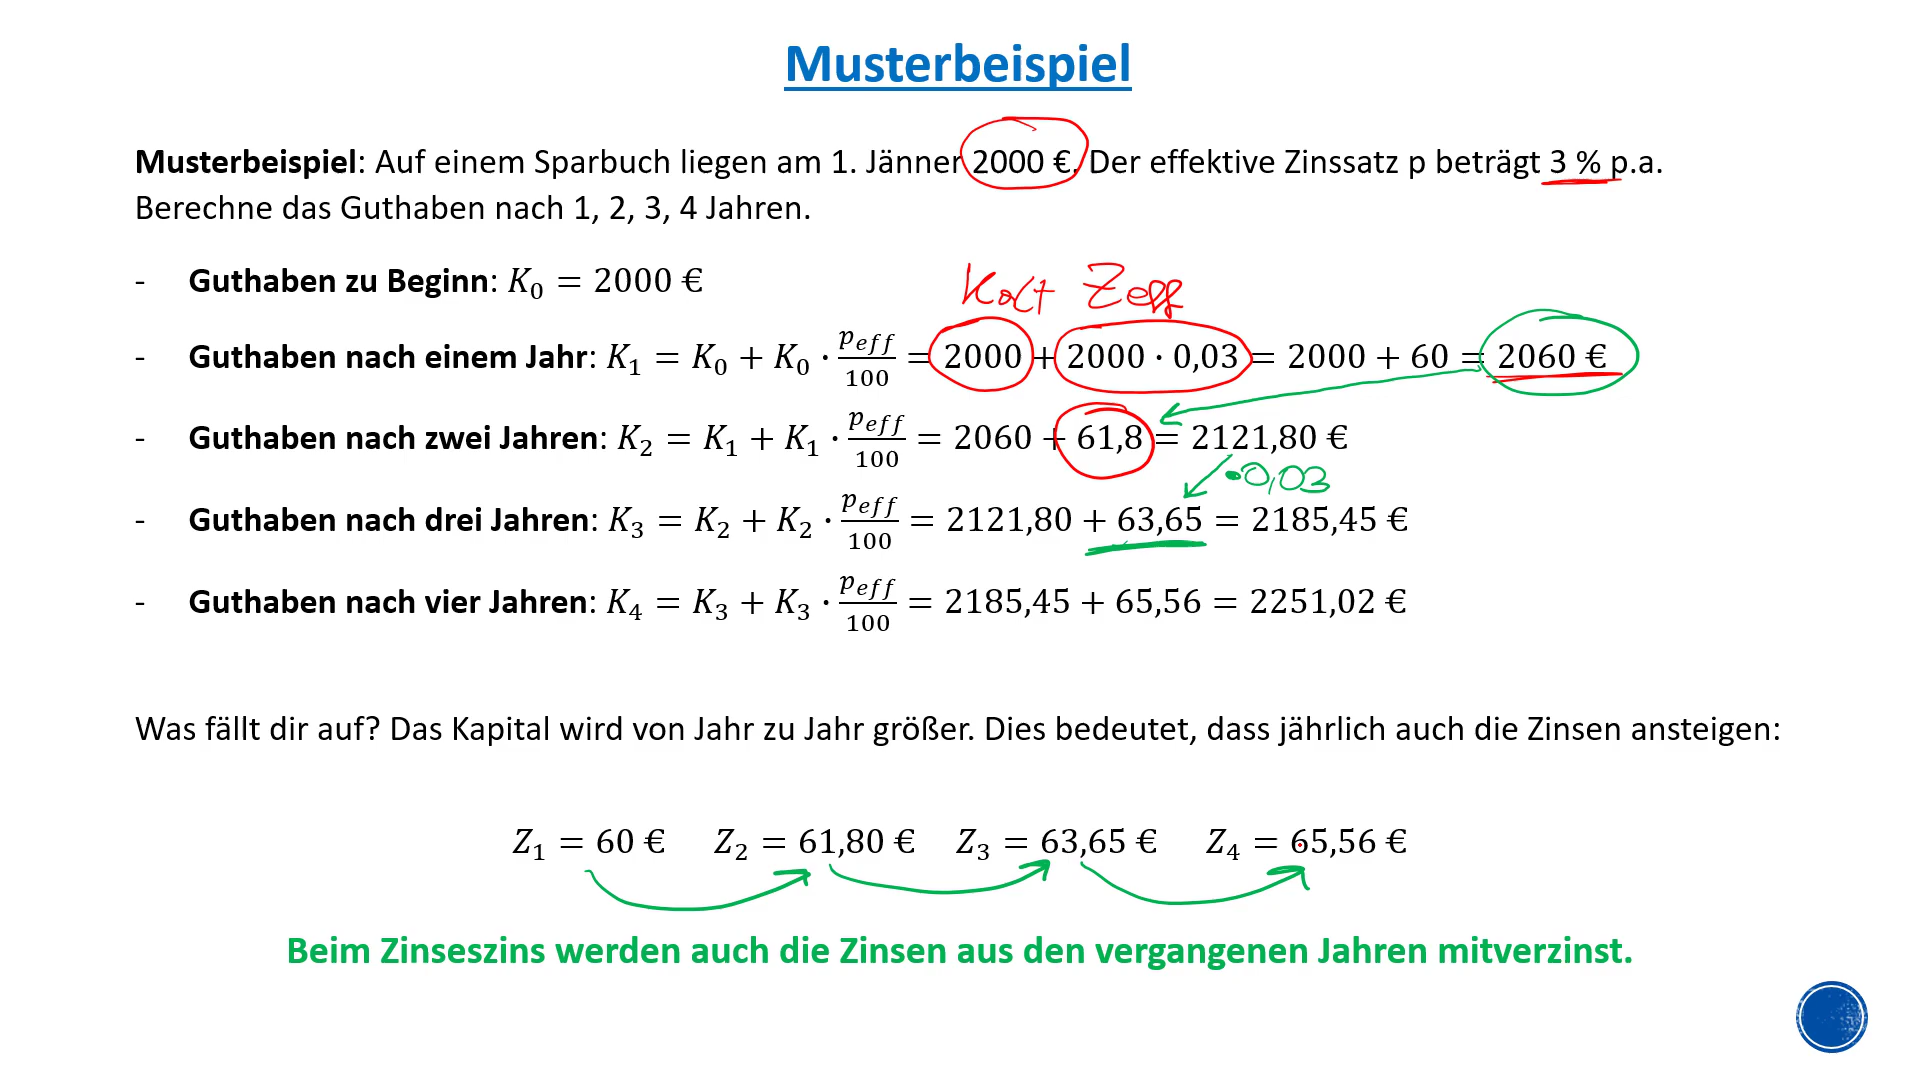 Musterbeispiel
Musterbeispiel: Auf einem Sparbuch liegen am 1. Jänner 2000 €. Der effektive Zinssatz p beträgt 3 % p.a.
Berechne das Guthaben nach 1, 2, 3, 4 Jahren.
- Guthaben zu Beginn: K₀ = 2000 €
Zeff
- Guthaben nach einem Jahr: K₁ = K₀ + K₀ · p_eff/100 = 2000 + 2000 · 0,03 = 2000 + 60 = 2060 €
- Guthaben nach zwei Jahren: K₂ = K₁ + K₁ · p_eff/100 = 2060 + 61,8 = 2121,80 €
·0,03
- Guthaben nach drei Jahren: K₃ = K₂ + K₂ · p_eff/100 = 2121,80 + 63,65 = 2185,45 €
- Guthaben nach vier Jahren: K₄ = K₃ + K₃ · p_eff/100 = 2185,45 + 65,56 = 2251,02 €
Was fällt dir auf? Das Kapital wird von Jahr zu Jahr größer. Dies bedeutet, dass jährlich auch die Zinsen ansteigen:
Z₁ = 60 € Z₂ = 61,80 € Z₃ = 63,65 € Z₄ = 65,56 €
Beim Zinseszins werden auch die Zinsen aus den vergangenen Jahren mitverzinst.